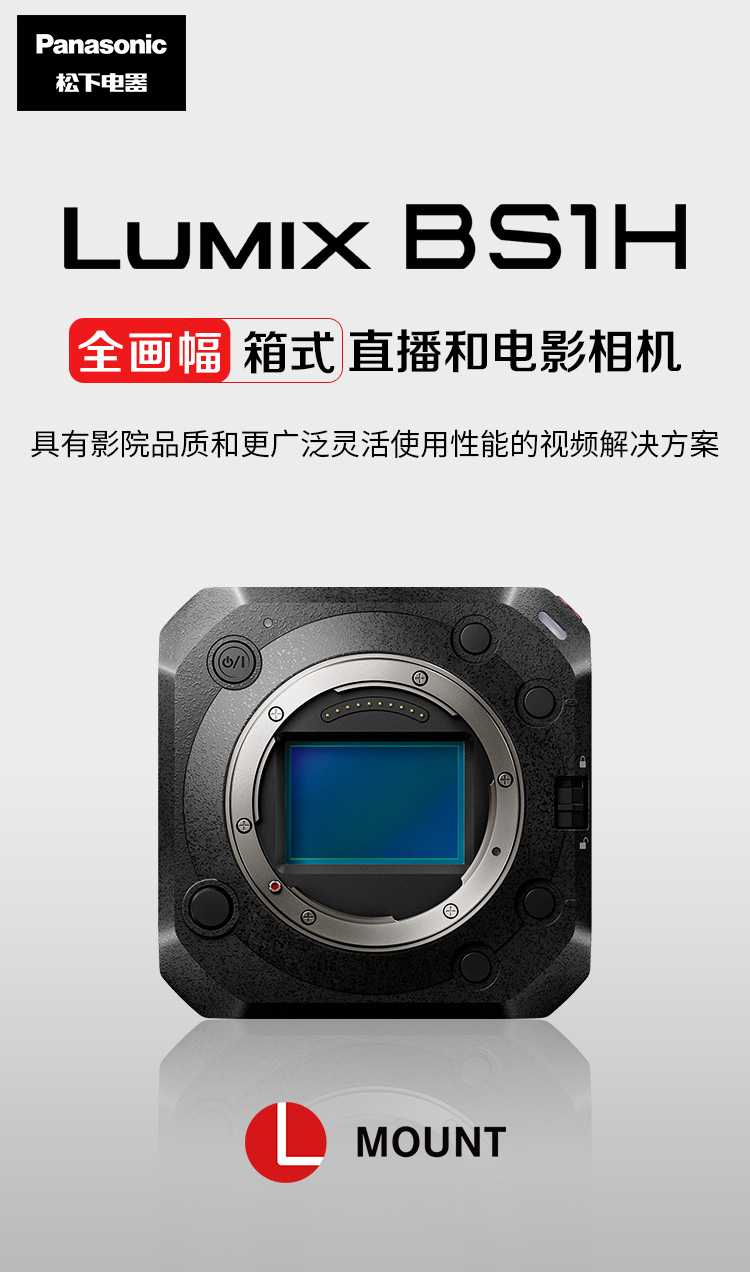 Panasonic
松下电器
LUMIX BS1H
全画幅 箱式 直播和电影相机
具有影院品质和更广泛灵活使用性能的视频解决方案
⏻/I
L MOUNT